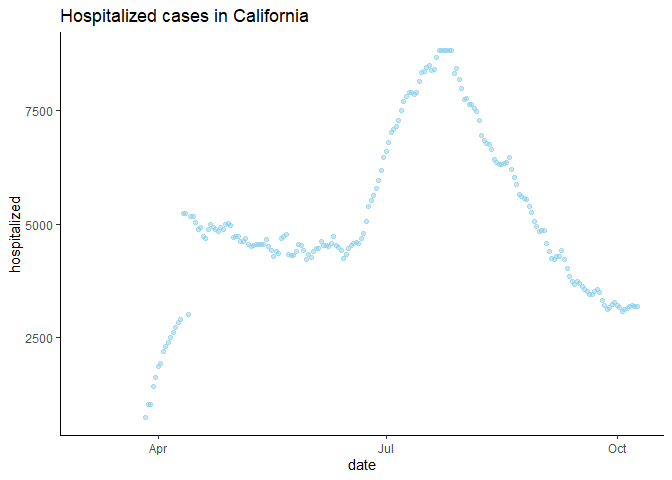 Hospitalized cases in California
hospitalized
7500
5000
2500
Apr
Jul
Oct
date